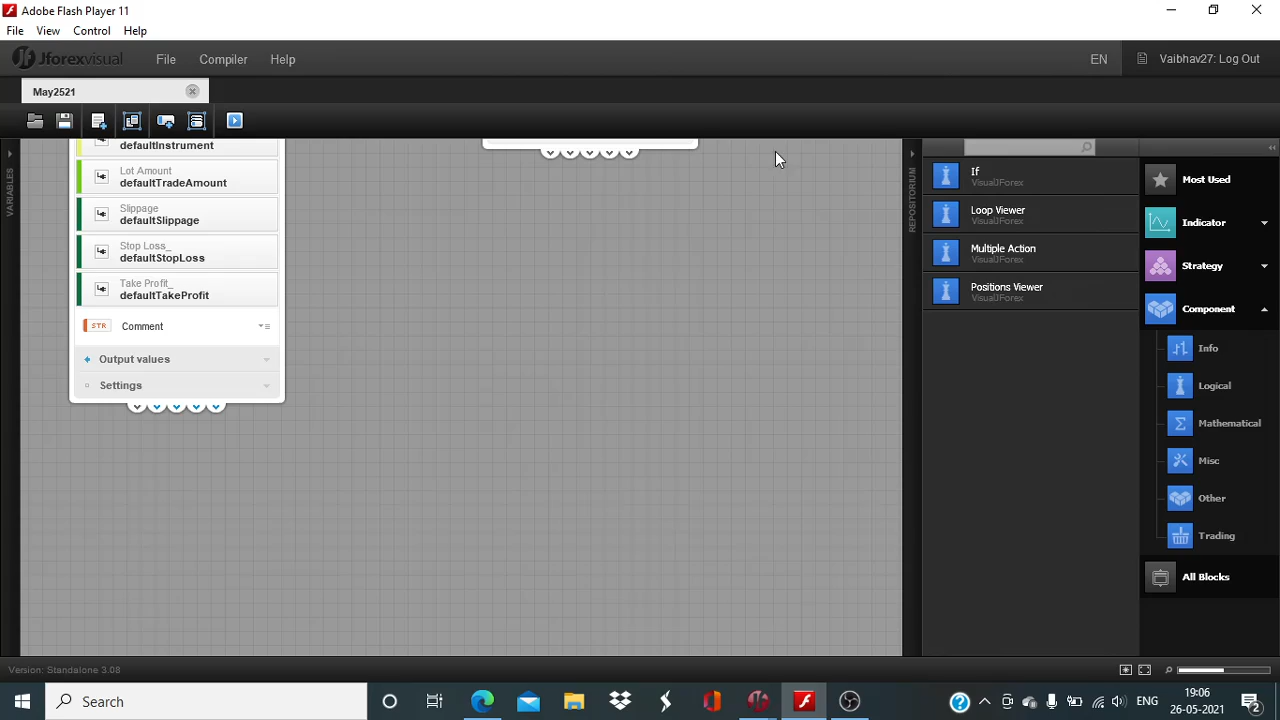 Adobe Flash Player 11
File View Control Help
Jforexvisual File Compiler Help EN Vaibhav27: Log Out
May2521
VARIABLES
defaultInstrument
Lot Amount
defaultTradeAmount
Slippage
defaultSlippage
Stop Loss_
defaultStopLoss
Take Profit_
defaultTakeProfit
STR Comment
Output values
Settings
REPOSITORIUM
If
VisualJForex
Loop Viewer
VisualJForex
Multiple Action
VisualJForex
Positions Viewer
VisualJForex
Most Used
Indicator
Strategy
Component
Info
Logical
Mathematical
Misc
Other
Trading
All Blocks
Version: Standalone 3.08
Search
ENG
19:06
26-05-2021
2